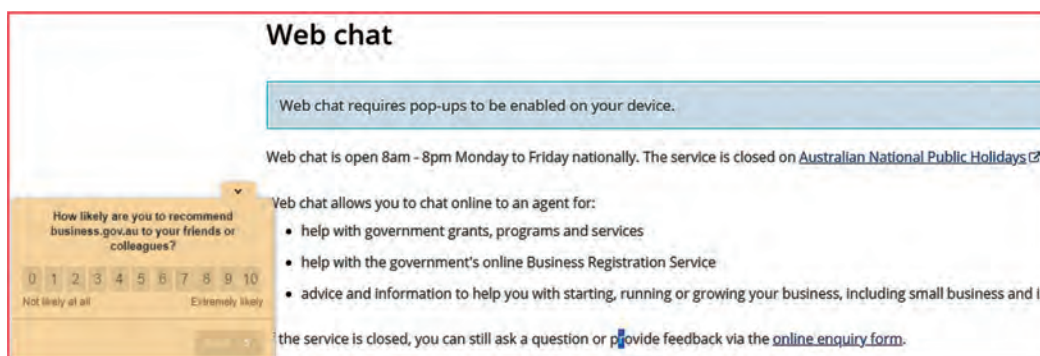 Web chat
Web chat requires pop-ups to be enabled on your device.
Web chat is open 8am - 8pm Monday to Friday nationally. The service is closed on Australian National Public Holidays
Web chat allows you to chat online to an agent for:
• help with government grants, programs and services
• help with the government's online Business Registration Service
• advice and information to help you with starting, running or growing your business, including small business and
the service is closed, you can still ask a question or provide feedback via the online enquiry form.
How likely are you to recommend
business.gov.au to your friends or
colleagues?
0 1 2 3 4 5 6 7 8 9 10
Not likely at all Extremely likely